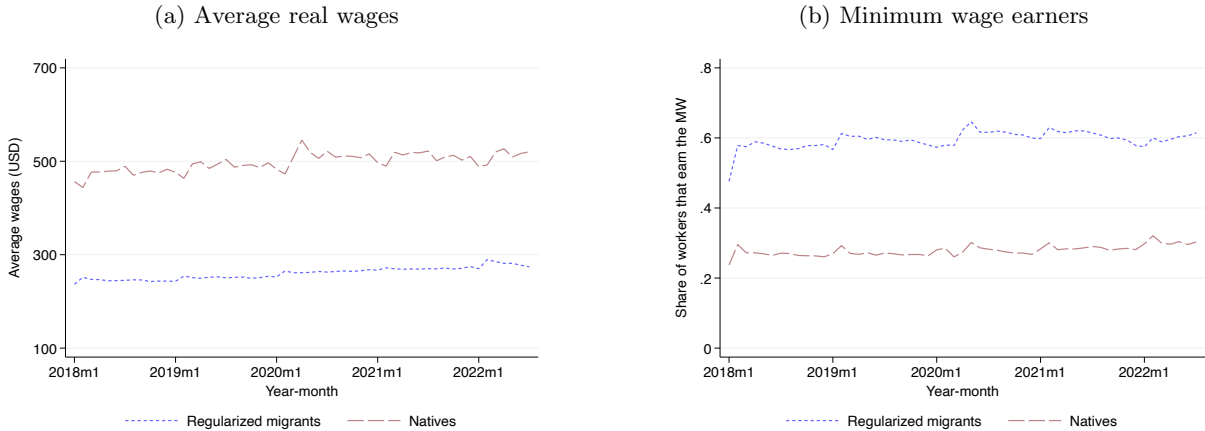 (a) Average real wages
700
500
300
100
Average wages (USD)
2018m1 2019m1 2020m1 2021m1 2022m1
Year-month
Regularized migrants Natives
(b) Minimum wage earners
.8
.6
.4
.2
0
Share of workers that earn the MW
2018m1 2019m1 2020m1 2021m1 2022m1
Year-month
Regularized migrants Natives